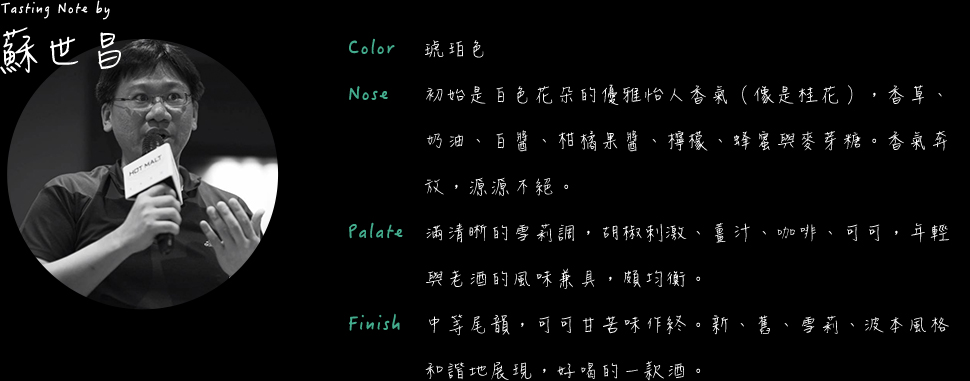 Tasting Note by
蘇世昌
HOT MALT
Color 琥珀色
Nose 初始是白色花朵的優雅怡人香氣（像是桂花），香草、
奶油、白醬、柑橘果醬、檸檬、蜂蜜與麥芽糖。香氣奔
放，源源不絕。
Palate 滿清晰的雪莉調，胡椒刺激、薑汁、咖啡、可可，年輕
與老酒的風味兼具，頗均衡。
Finish 中等尾韻，可可甘苦味作終。新、舊、雪莉、波本風格
和諧地展現，好喝的一款酒。